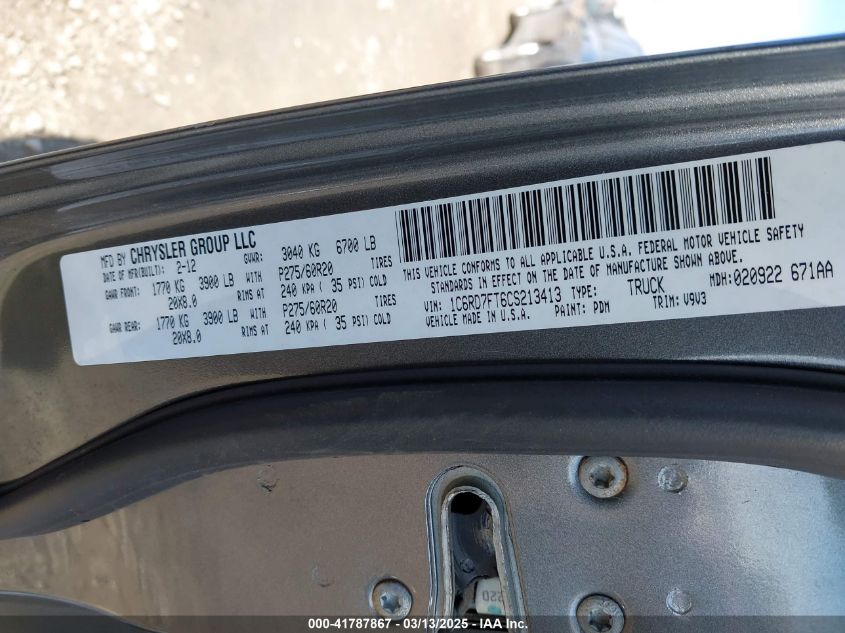 MFD BY CHRYSLER GROUP LLC
DATE OF MFR(BUILT): 2-12 GVWR: 3040 KG 6700 LB
GAWR FRONT: 1770 KG 3900 LB WITH P275/60R20 TIRES
20X8.0 RIMS AT 240 KPA ( 35 PSI) COLD
GAWR REAR: 1770 KG 3900 LB WITH P275/60R20 TIRES
20X8.0 RIMS AT 240 KPA ( 35 PSI) COLD
THIS VEHICLE CONFORMS TO ALL APPLICABLE U.S.A. FEDERAL MOTOR VEHICLE SAFETY
STANDARDS IN EFFECT ON THE DATE OF MANUFACTURE SHOWN ABOVE.
MDH:020922 671AA
VIN: 1C6RD7FT6CS213413 TYPE: TRUCK
VEHICLE MADE IN U.S.A. PAINT: PDM TRIM: V9V3
220
000-41787867 — 03/13/2025 — IAA Inc.